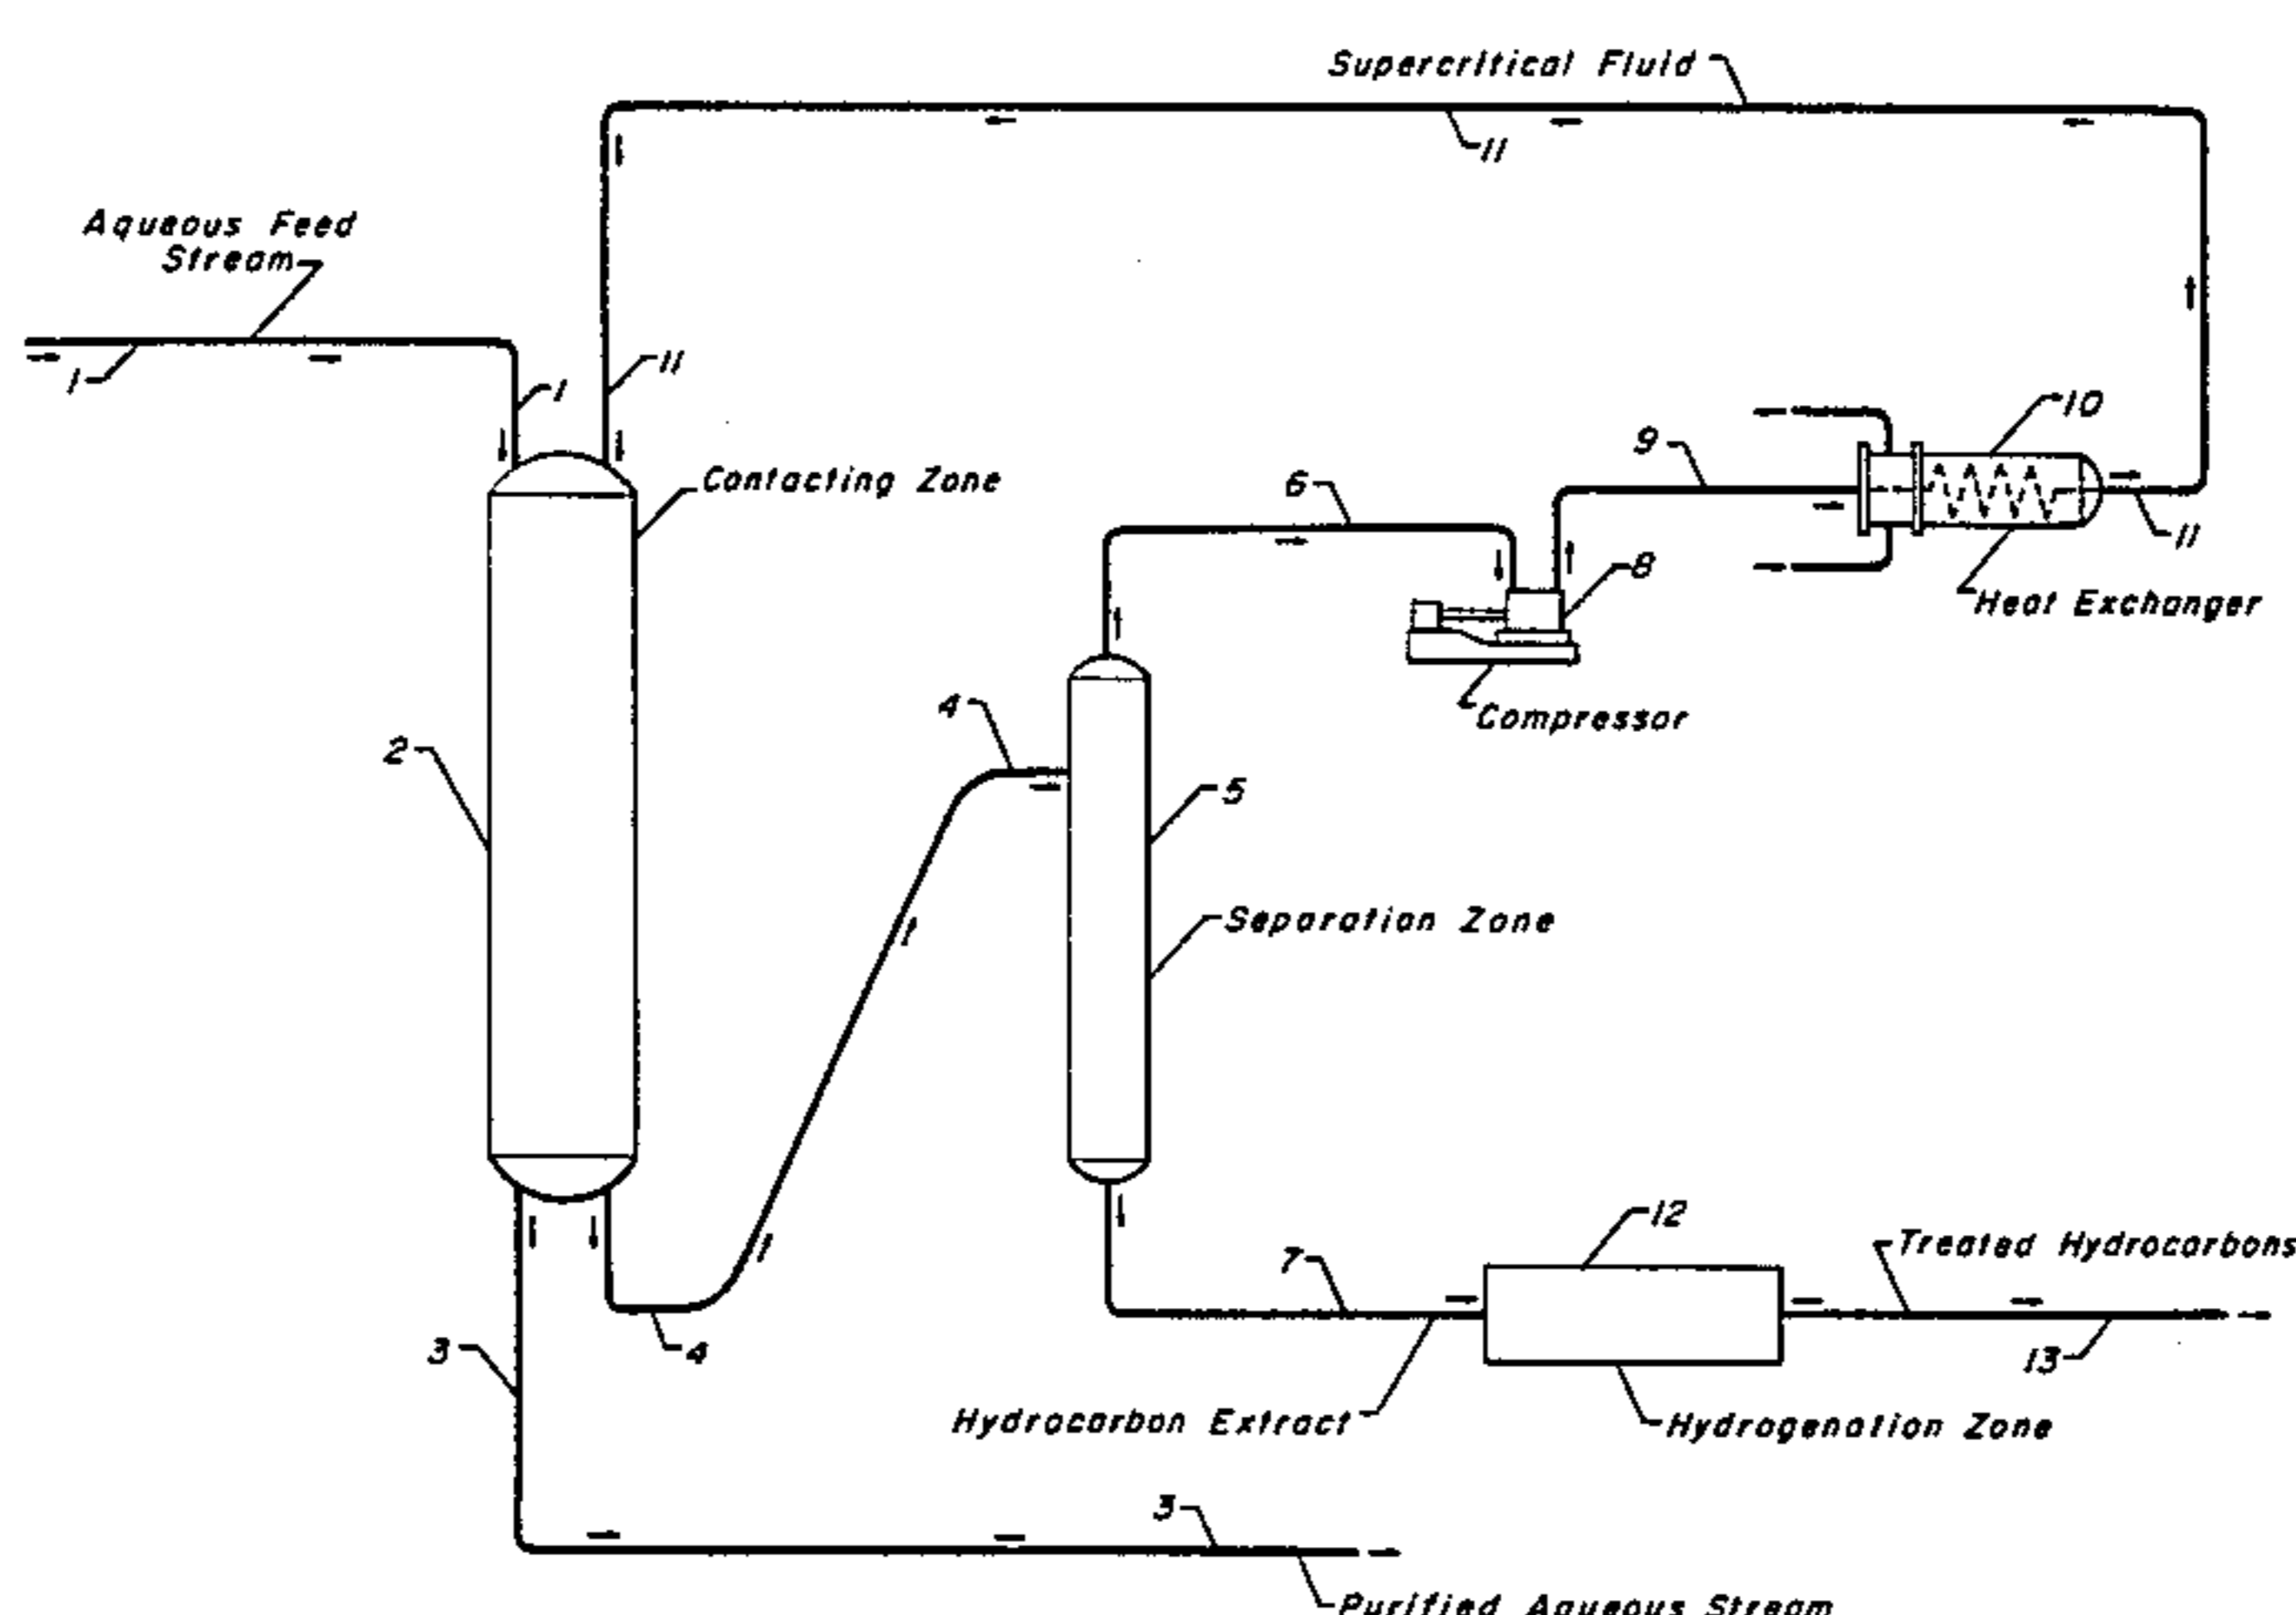 Supercritical Fluid
11
Aqueous Feed
Stream
1
1
11
10
9
Contacting Zone
6
11
8
Heat Exchanger
4
Compressor
2
5
Separation Zone
12
7
Treated Hydrocarbons
3
4
13
Hydrocarbon Extract
Hydrogenation Zone
3
Purified Aqueous Stream